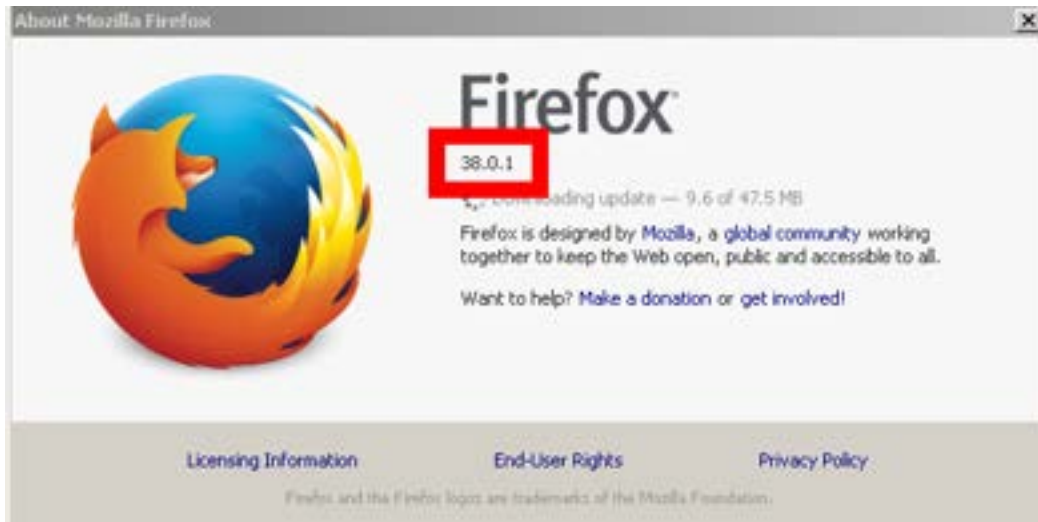 About Mozilla Firefox
Firefox
38.0.1
Downloading update — 9.6 of 47.5 MB
Firefox is designed by Mozilla, a global community working
together to keep the Web open, public and accessible to all.
Want to help? Make a donation or get involved!
Licensing Information End-User Rights Privacy Policy
Firefox and the Firefox logos are trademarks of the Mozilla Foundation.